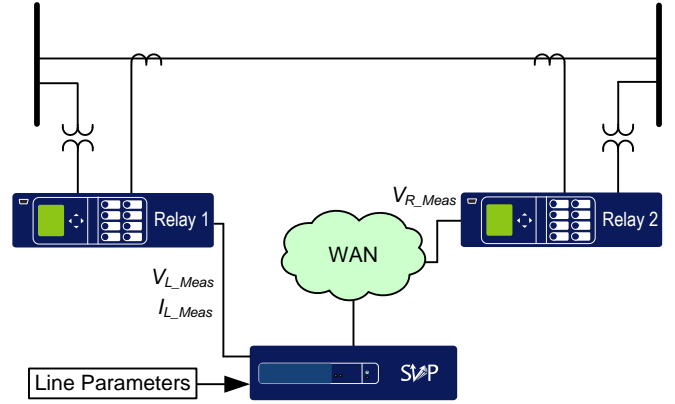 Relay 1
V_R_Meas
Relay 2
WAN
V_L_Meas
I_L_Meas
Line Parameters
SVP